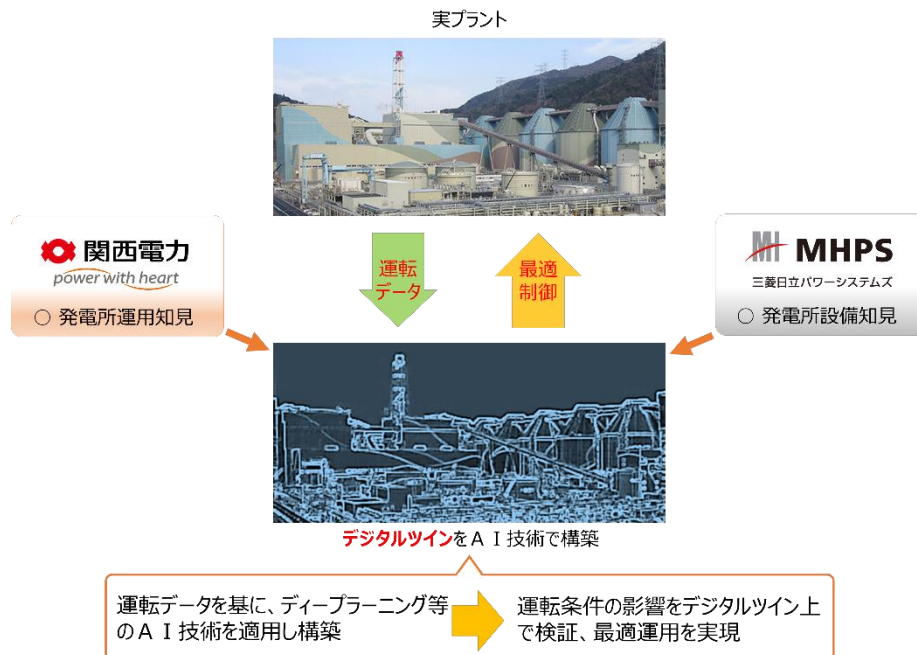 実プラント
関西電力
power with heart
○ 発電所運用知見
運転
データ
最適
制御
MHPS
三菱日立パワーシステムズ
○ 発電所設備知見
デジタルツインをＡＩ技術で構築
運転データを基に、ディープラーニング等
のＡＩ技術を適用し構築
運転条件の影響をデジタルツイン上
で検証、最適運用を実現